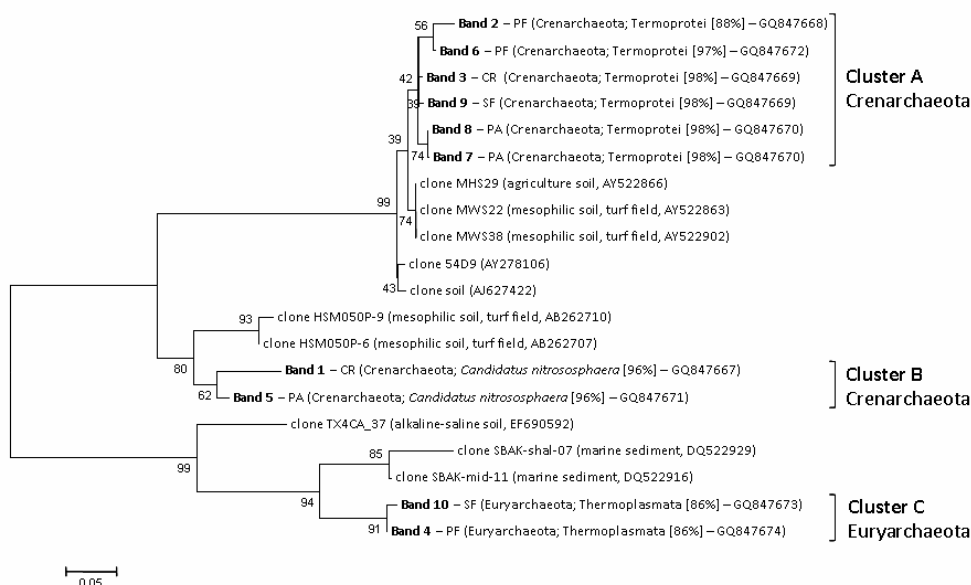 56
Band 2 – PF (Crenarchaeota; Termoprotei [88%] – GQ847668)
Band 6 – PF (Crenarchaeota; Termoprotei [97%] – GQ847672)
42
Band 3 – CR (Crenarchaeota; Termoprotei [98%] – GQ847669)
Cluster A
Crenarchaeota
39
Band 9 – SF (Crenarchaeota; Termoprotei [98%] – GQ847669)
Band 8 – PA (Crenarchaeota; Termoprotei [98%] – GQ847670)
39
74
Band 7 – PA (Crenarchaeota; Termoprotei [98%] – GQ847670)
clone MHS29 (agriculture soil, AY522866)
99
clone MWS22 (mesophilic soil, turf field, AY522863)
74
clone MWS38 (mesophilic soil, turf field, AY522902)
clone 54D9 (AY278106)
43
clone soil (AJ627422)
93
clone HSM050P-9 (mesophilic soil, turf field, AB262710)
clone HSM050P-6 (mesophilic soil, turf field, AB262707)
80
Band 1 – CR (Crenarchaeota; Candidatus nitrososphaera [96%] – GQ847667)
62
Band 5 – PA (Crenarchaeota; Candidatus nitrososphaera [96%] – GQ847671)
Cluster B
Crenarchaeota
clone TX4CA_37 (alkaline-saline soil, EF690592)
99
85
clone SBAK-shal-07 (marine sediment, DQ522929)
clone SBAK-mid-11 (marine sediment, DQ522916)
94
Band 10 – SF (Euryarchaeota; Thermoplasmata [86%] – GQ847673)
91
Band 4 – PF (Euryarchaeota; Thermoplasmata [86%] – GQ847674)
Cluster C
Euryarchaeota
0.05